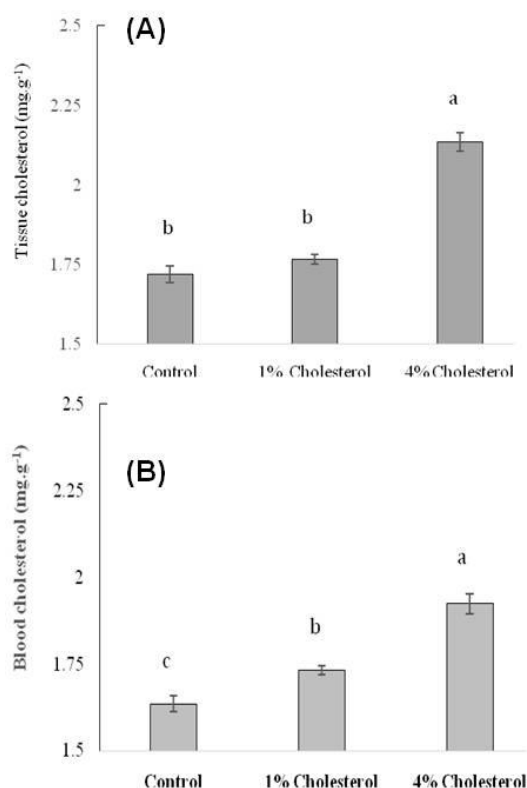 (A)
Tissue cholesterol (mg.g-1)
2.5
2.25
2
1.75
1.5
a
b
b
Control
1% Cholesterol
4% Cholesterol
(B)
Blood cholesterol (mg.g-1)
2.5
2.25
2
1.75
1.5
a
b
c
Control
1% Cholesterol
4% Cholesterol